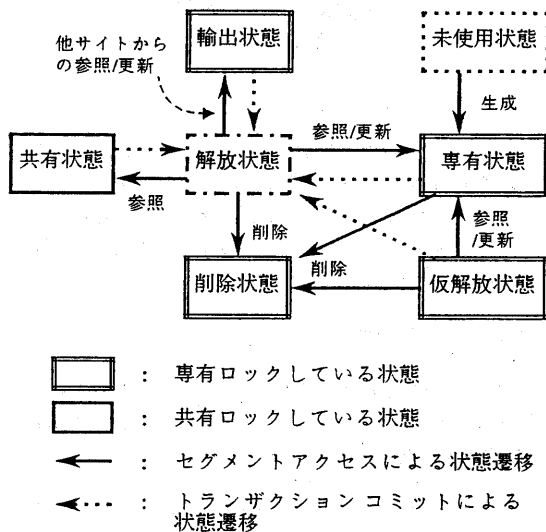 輸出状態
未使用状態
他サイトから
の参照/更新
生成
参照/更新
共有状態
解放状態
専有状態
参照
削除
参照
/更新
削除
削除状態
仮解放状態
： 専有ロックしている状態
： 共有ロックしている状態
： セグメントアクセスによる状態遷移
： トランザクション コミットによる
状態遷移